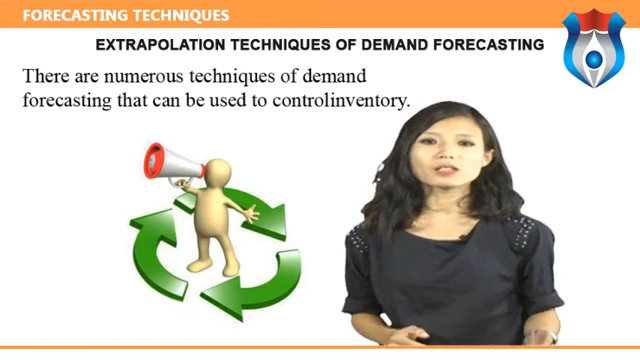 FORECASTING TECHNIQUES
EXTRAPOLATION TECHNIQUES OF DEMAND FORECASTING
There are numerous techniques of demand
forecasting that can be used to controlinventory.